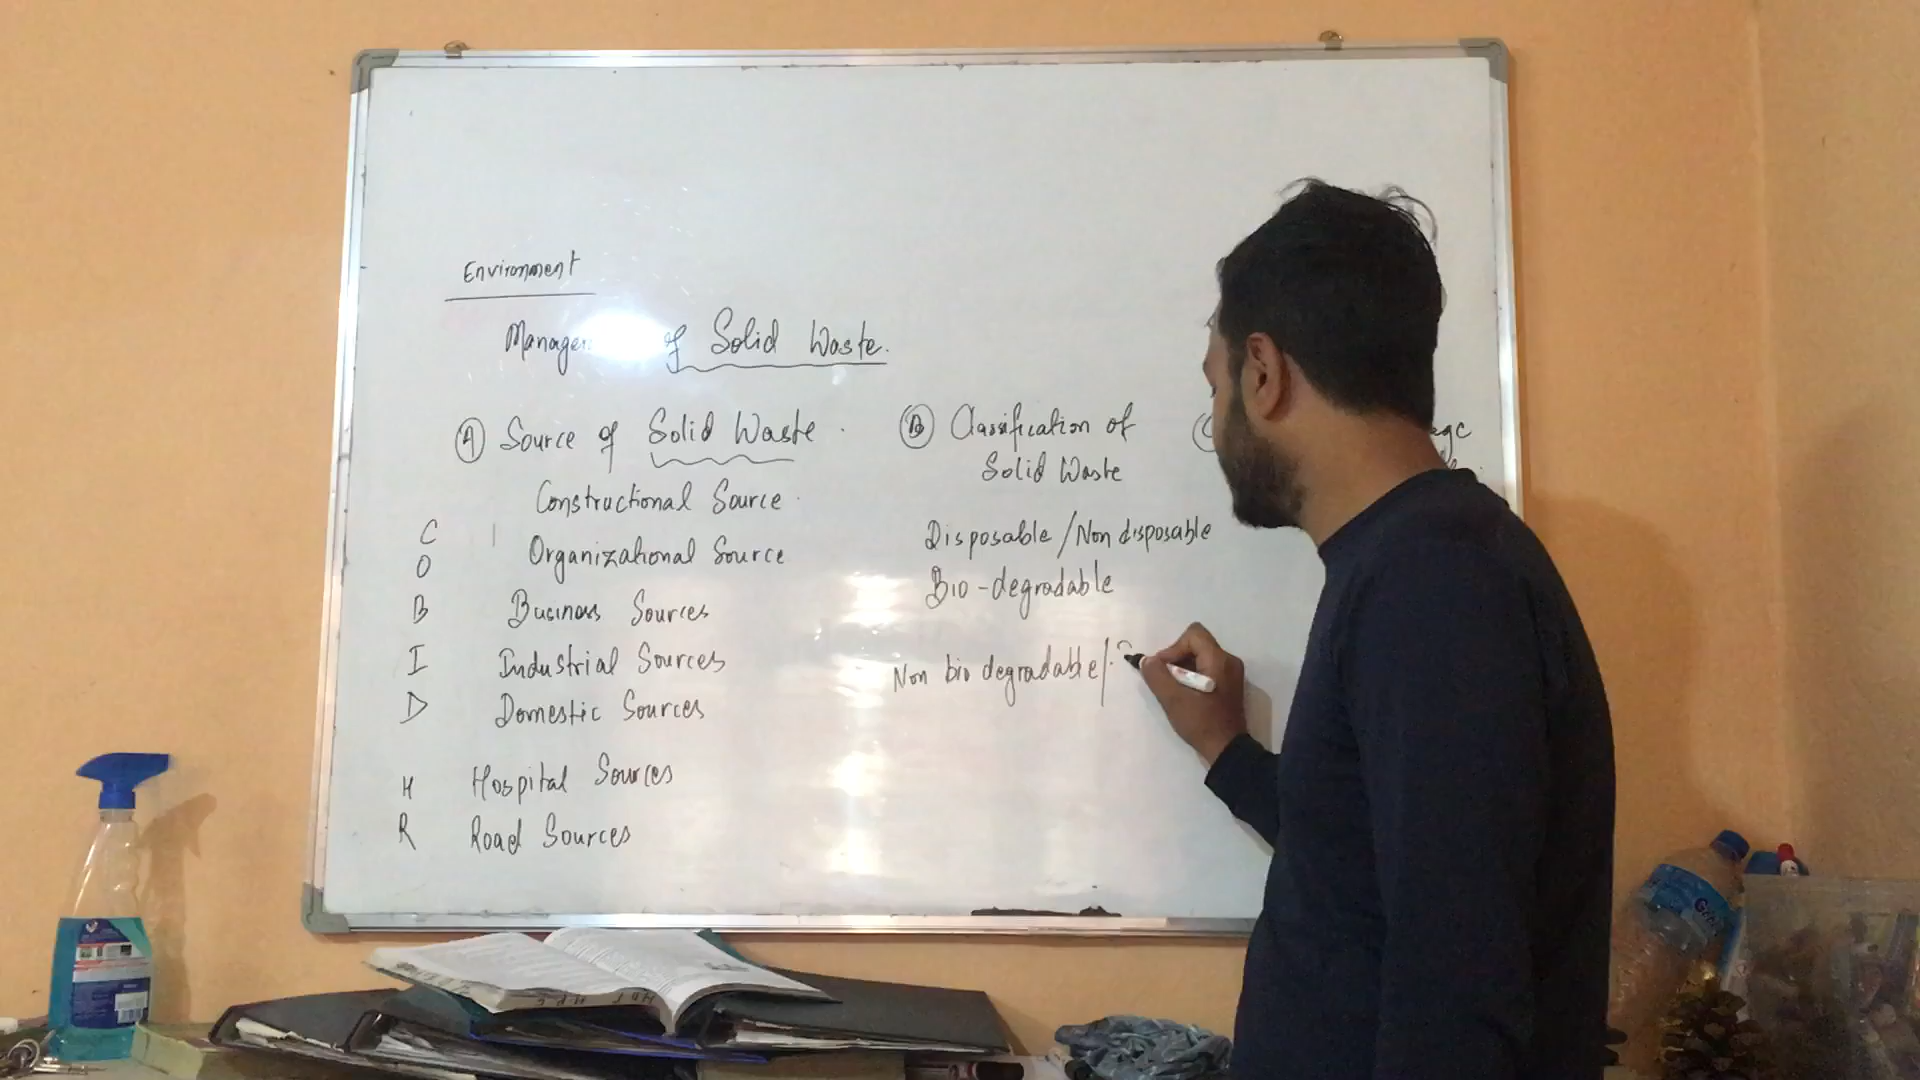 Environment
of Solid Waste.
A Source of Solid Waste
B Classification of
Solid Waste
Constructional Source
Organizational Source
Business Sources
Industrial Sources
Domestic Sources
Hospital Sources
Road Sources
C
O
B
I
D
H
R
Disposable / Non disposable
Bio-degradable
Non bio degradable /